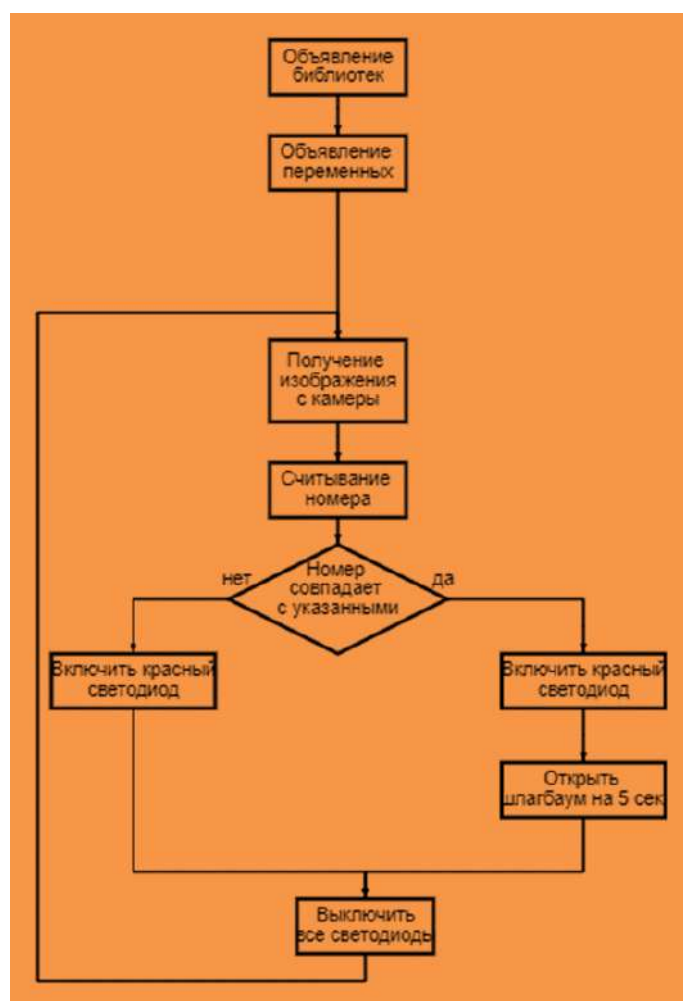 Объявление
библиотек
Объявление
переменных
Получение
изображения
с камеры
Считывание
номера
нет
Номер
совпадает
с указанными
да
Включить красный
светодиод
Включить красный
светодиод
Открыть
шлагбаум на 5 сек
Выключить
все светодиоды